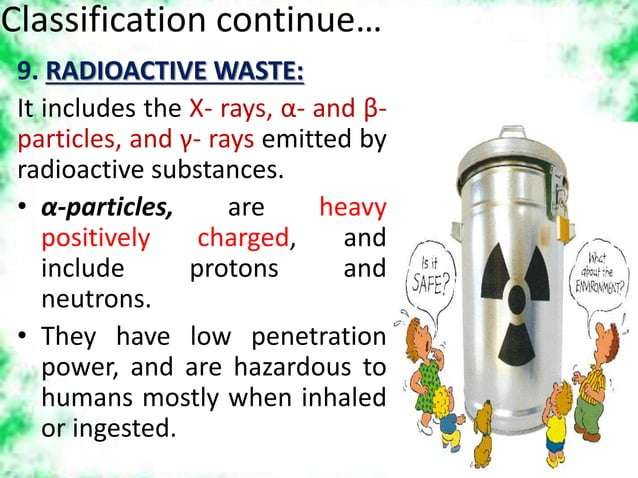 Classification continue…
9. RADIOACTIVE WASTE:
It includes the X- rays, α- and β-
particles, and γ- rays emitted by
radioactive substances.
• α-particles, are heavy
positively charged, and
include protons and
neutrons.
• They have low penetration
power, and are hazardous to
humans mostly when inhaled
or ingested.
Is it
SAFE?
What
about the
ENVIRONMENT?